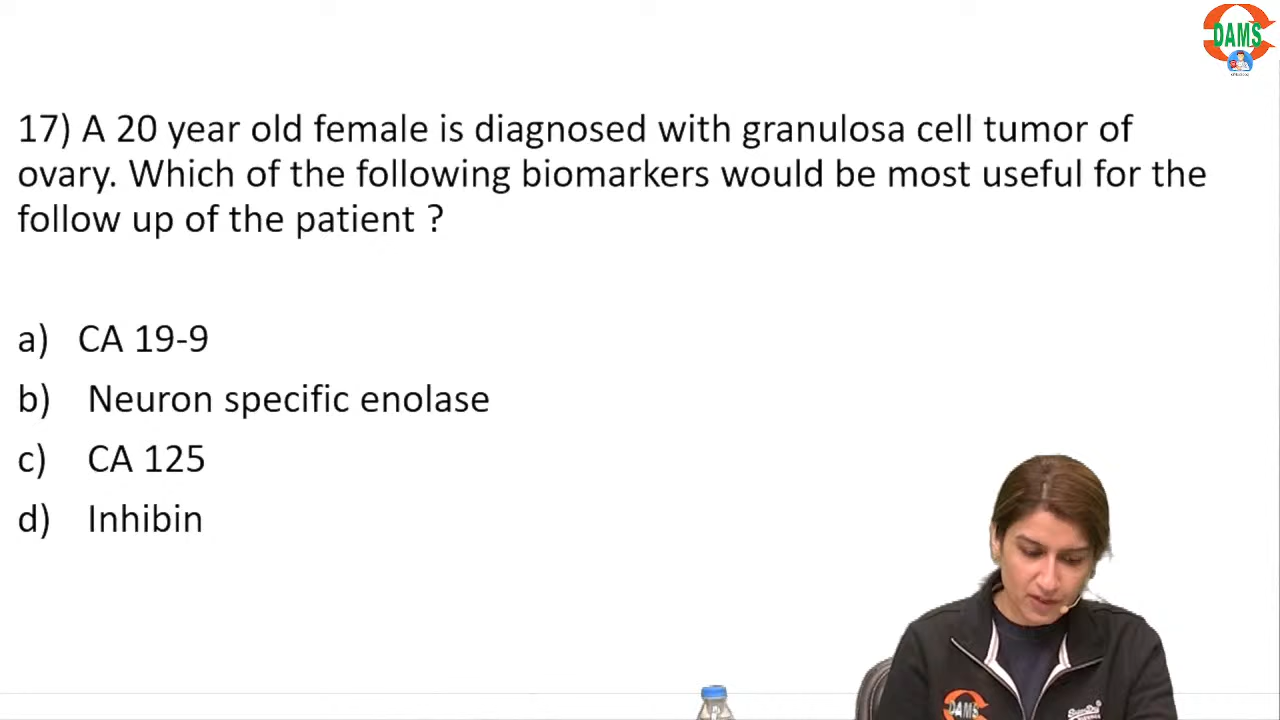 DAMS
17) A 20 year old female is diagnosed with granulosa cell tumor of
ovary. Which of the following biomarkers would be most useful for the
follow up of the patient ?
a) CA 19-9
b) Neuron specific enolase
c) CA 125
d) Inhibin
DAMS